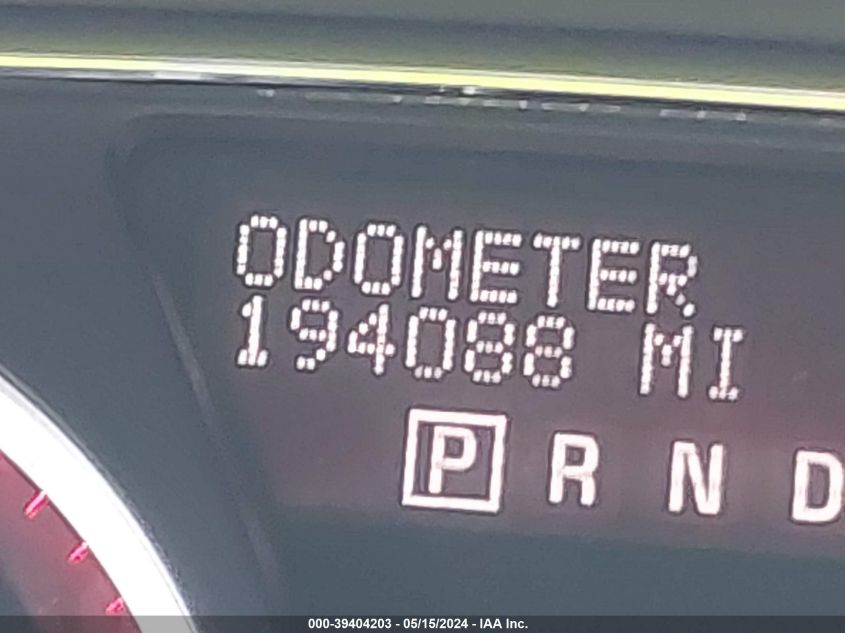 ODOMETER
194088 MI
P R N D
000-39404203 - 05/15/2024 - IAA Inc.